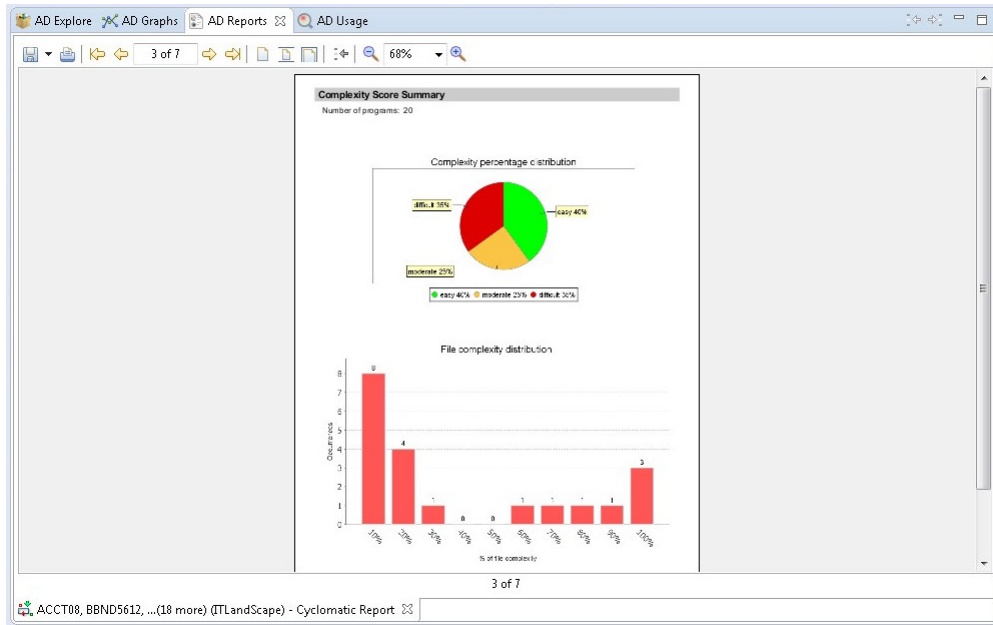 AD Explore AD Graphs AD Reports AD Usage
3 of 7 68%
Complexity Score Summary
Number of programs: 20
Complexity percentage distribution
difficult 35%
easy 40%
moderate 25%
easy 40% moderate 25% difficult 35%
File complexity distribution
8
8
7
6
5
4
4
3
3
2
1
1
1
1
1
1
0
0
0
Occurrences
10% 20% 30% 40% 50% 60% 70% 80% 90% 100%
% of file complexity
3 of 7
ACCT08, BBND5612, ...(18 more) (ITLandScape) - Cyclomatic Report